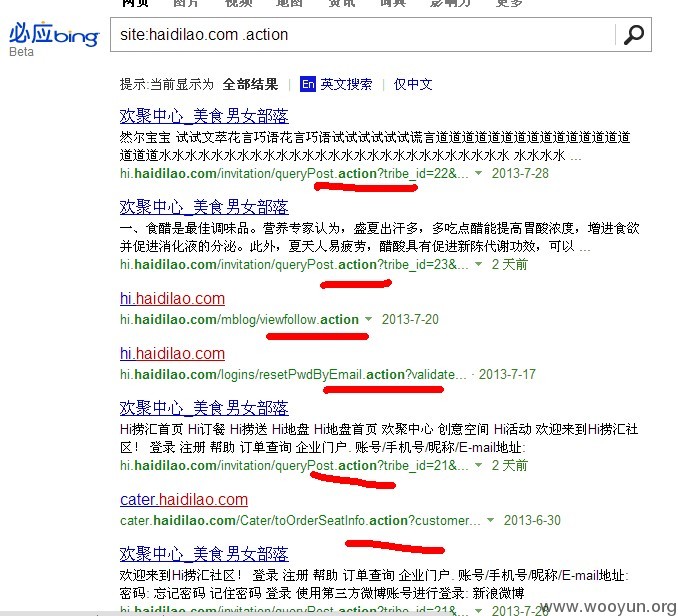 网页 图片 视频 地图 资讯 词典 影响力 更多
必应bing
Beta
site:haidilao.com .action
提示:当前显示为 全部结果 | En 英文搜索 | 仅中文
欢聚中心_美食男女部落
然尔宝宝 试试文萃花言巧语花言巧语试试试试试试谎言道道道道道道道道道道道道道道道
道道道水水水水水水水水水水水水水水水水水水水水水水水水水水 水水水水 ...
hi.haidilao.com/invitation/queryPost.action?tribe_id=22&... 2013-7-28
欢聚中心_美食男女部落
一、食醋是最佳调味品。营养专家认为，盛夏出汗多，多吃点醋能提高胃酸浓度，增进食欲
并促进消化液的分泌。此外，夏天人易疲劳，醋酸具有促进新陈代谢功效，可以 ...
hi.haidilao.com/invitation/queryPost.action?tribe_id=23&... 2 天前
hi.haidilao.com
hi.haidilao.com/mblog/viewfollow.action 2013-7-20
hi.haidilao.com
hi.haidilao.com/logins/resetPwdByEmail.action?validate... · 2013-7-17
欢聚中心_美食男女部落
Hi捞汇首页 Hi订餐 Hi捞送 Hi地盘 Hi地盘首页 欢聚中心 创意空间 Hi活动 欢迎来到Hi捞汇社
区！ 登录 注册 帮助 订单查询 企业门户. 账号/手机号/昵称/E-mail地址:
hi.haidilao.com/invitation/queryPost.action?tribe_id=21&... 2 天前
cater.haidilao.com
cater.haidilao.com/Cater/toOrderSeatInfo.action?customer... 2013-6-30
欢聚中心_美食男女部落
欢迎来到Hi捞汇社区！ 登录 注册 帮助 订单查询 企业门户. 账号/手机号/昵称/E-mail地址:
密码: 忘记密码 记住密码 登录 使用第三方微博账号进行登录: 新浪微博
hi.haidilao.com/invitation/queryPost.action?tribe_id=21&... 2013-7-20
www.wooyun.org